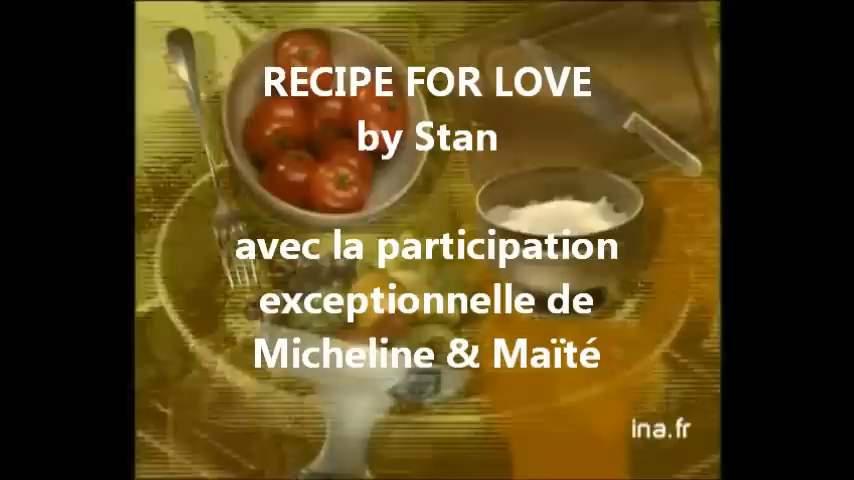 RECIPE FOR LOVE
by Stan
avec la participation
exceptionnelle de
Micheline & Maïté
ina.fr